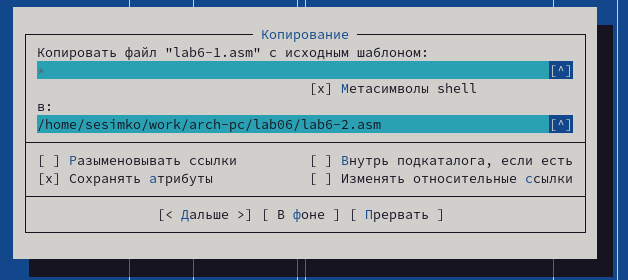 Копирование
Копировать файл "lab6-1.asm" с исходным шаблоном:
* [^]
[x] Метасимволы shell
в:
/home/sesimko/work/arch-pc/lab06/lab6-2.asm [^]
[ ] Разыменовывать ссылки [ ] Внутрь подкаталога, если есть
[x] Сохранять атрибуты [ ] Изменять относительные ссылки
[< Дальше >] [ В фоне ] [ Прервать ]